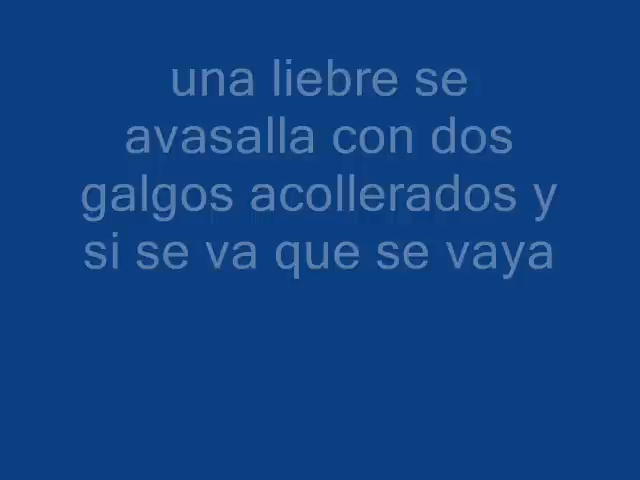 una liebre se
avasalla con dos
galgos acollerados y
si se va que se vaya